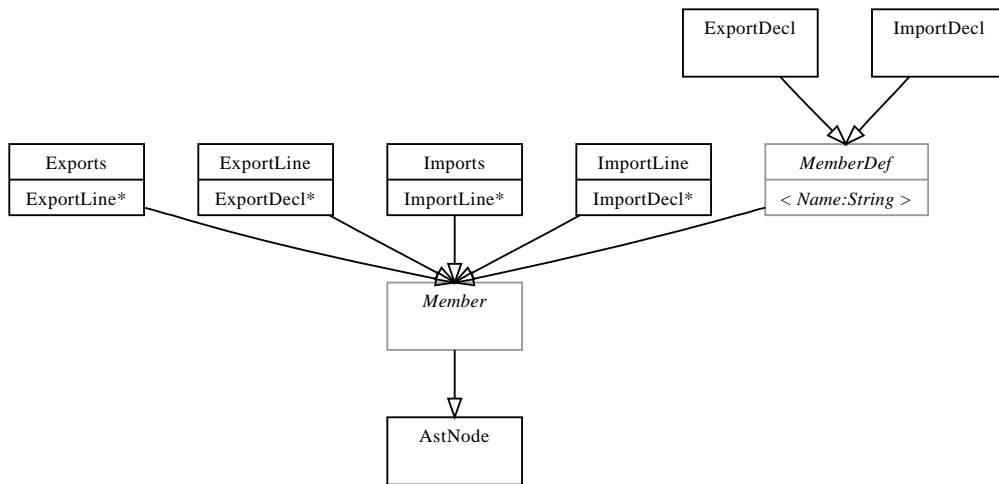 ExportDecl
ImportDecl
Exports
ExportLine*
ExportLine
ExportDecl*
Imports
ImportLine*
ImportLine
ImportDecl*
MemberDef
< Name:String >
Member
AstNode